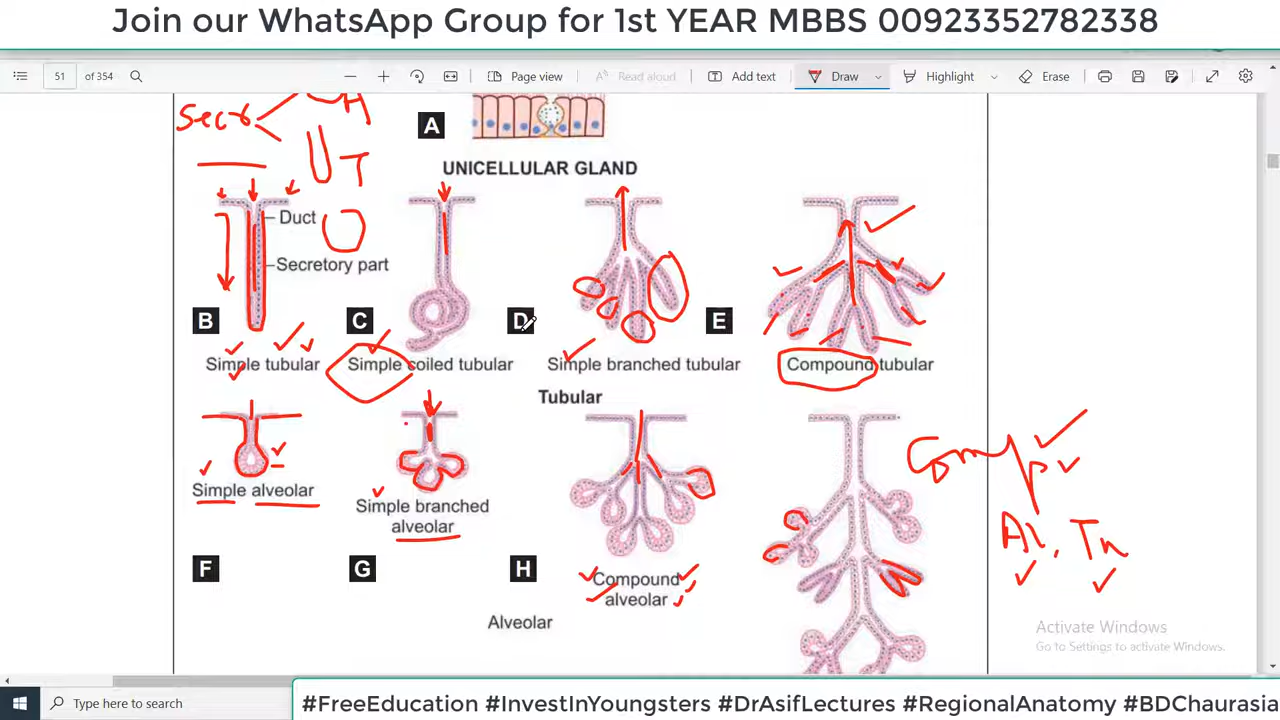 Join our WhatsApp Group for 1st YEAR MBBS 00923352782338
51 of 354
Page view
Read aloud
Add text
Draw
Highlight
Erase
Secr
H
A
T
UNICELLULAR GLAND
Duct
Secretory part
B
C
D
E
Simple tubular
Simple coiled tubular
Simple branched tubular
Compound tubular
Tubular
Comp
Simple alveolar
Simple branched
alveolar
Al, Tu
F
G
H
Compound
alveolar
Alveolar
Activate Windows
Go to Settings to activate Windows.
Type here to search
#FreeEducation #InvestInYoungsters #DrAsifLectures #RegionalAnatomy #BDChaurasia